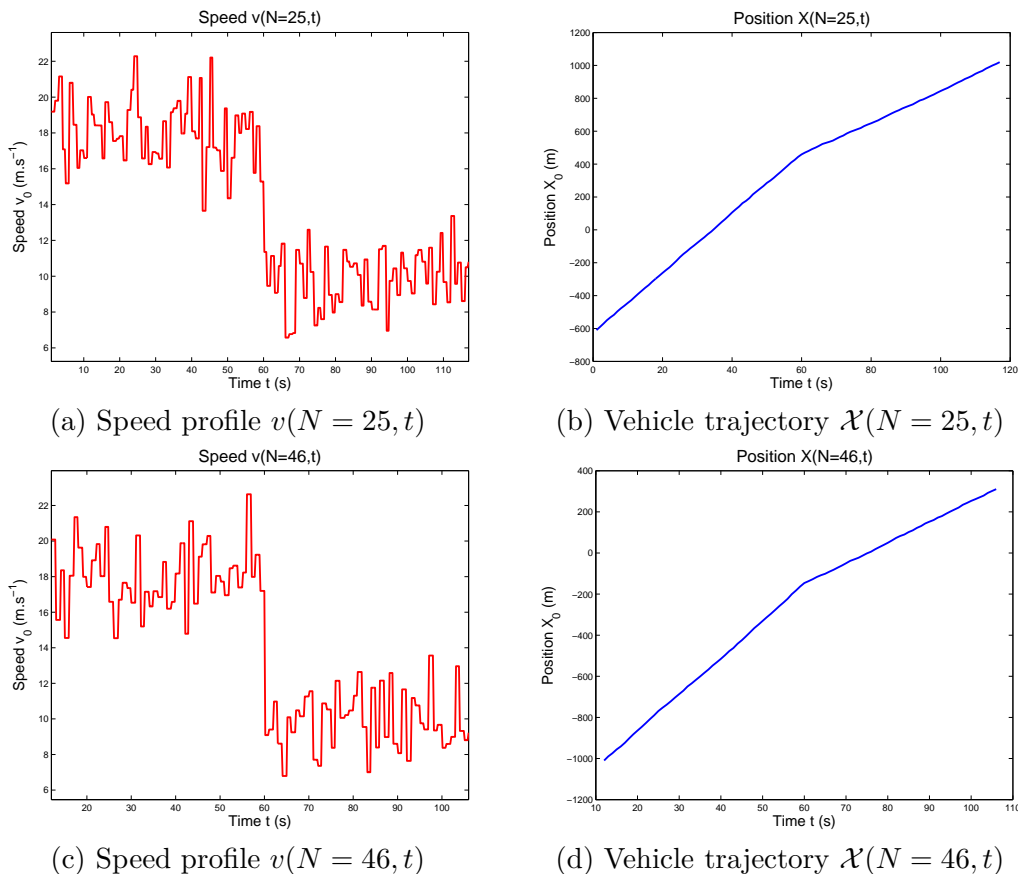 Speed v(N=25,t)
Speed v_0 (m.s^-1)
22
20
18
16
14
12
10
8
6
10 20 30 40 50 60 70 80 90 100 110
Time t (s)
(a) Speed profile v(N = 25, t)
Position X(N=25,t)
Position X_0 (m)
1200
1000
800
600
400
200
0
−200
−400
−600
−800
0 20 40 60 80 100 120
Time t (s)
(b) Vehicle trajectory 𝒳(N = 25, t)
Speed v(N=46,t)
Speed v_0 (m.s^-1)
22
20
18
16
14
12
10
8
6
20 30 40 50 60 70 80 90 100
Time t (s)
(c) Speed profile v(N = 46, t)
Position X(N=46,t)
Position X_0 (m)
400
200
0
−200
−400
−600
−800
−1000
−1200
10 20 30 40 50 60 70 80 90 100 110
Time t (s)
(d) Vehicle trajectory 𝒳(N = 46, t)